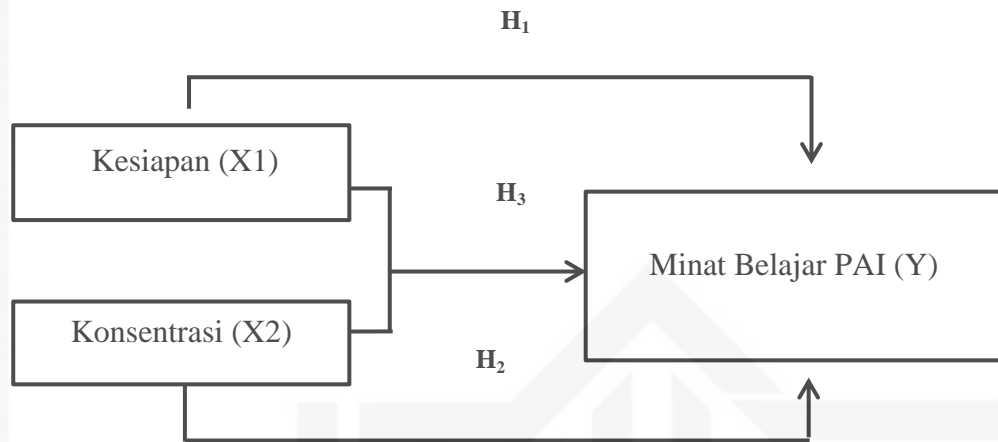 H₁
Kesiapan (X1)
H₃
Minat Belajar PAI (Y)
Konsentrasi (X2)
H₂